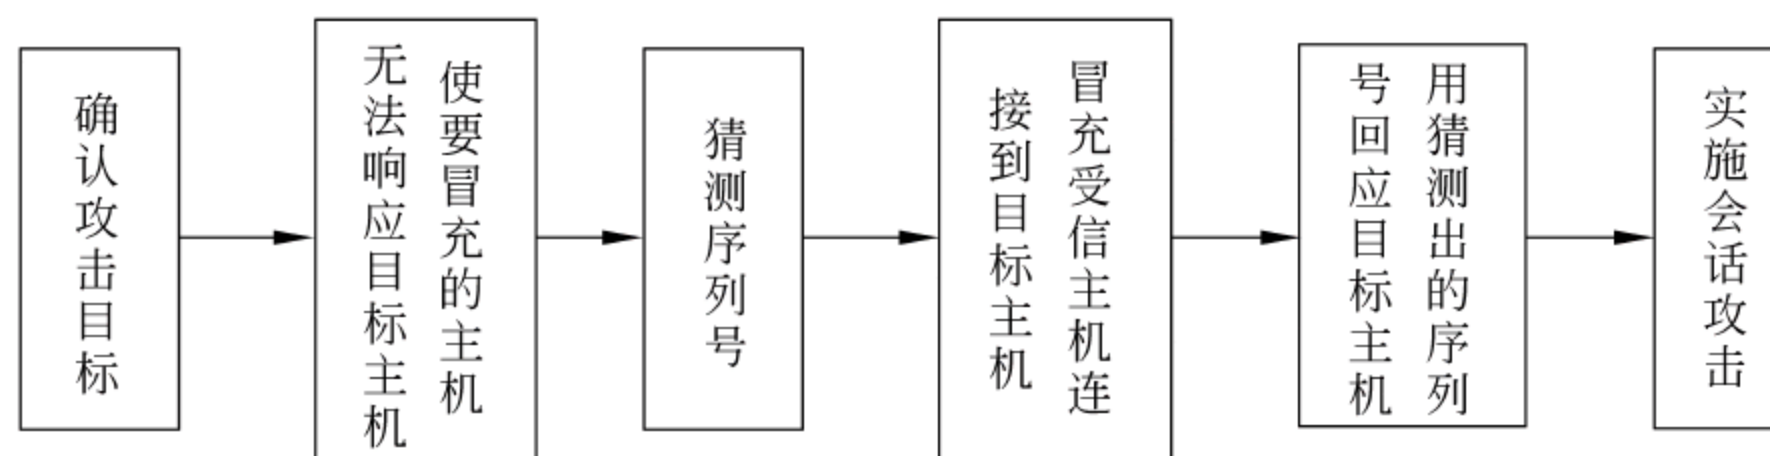 确认攻击目标
使要冒充的主机
无法响应目标主机
猜测序列号
冒充受信主机连
接到目标主机
用猜测出的序列
号回应目标主机
实施会话攻击